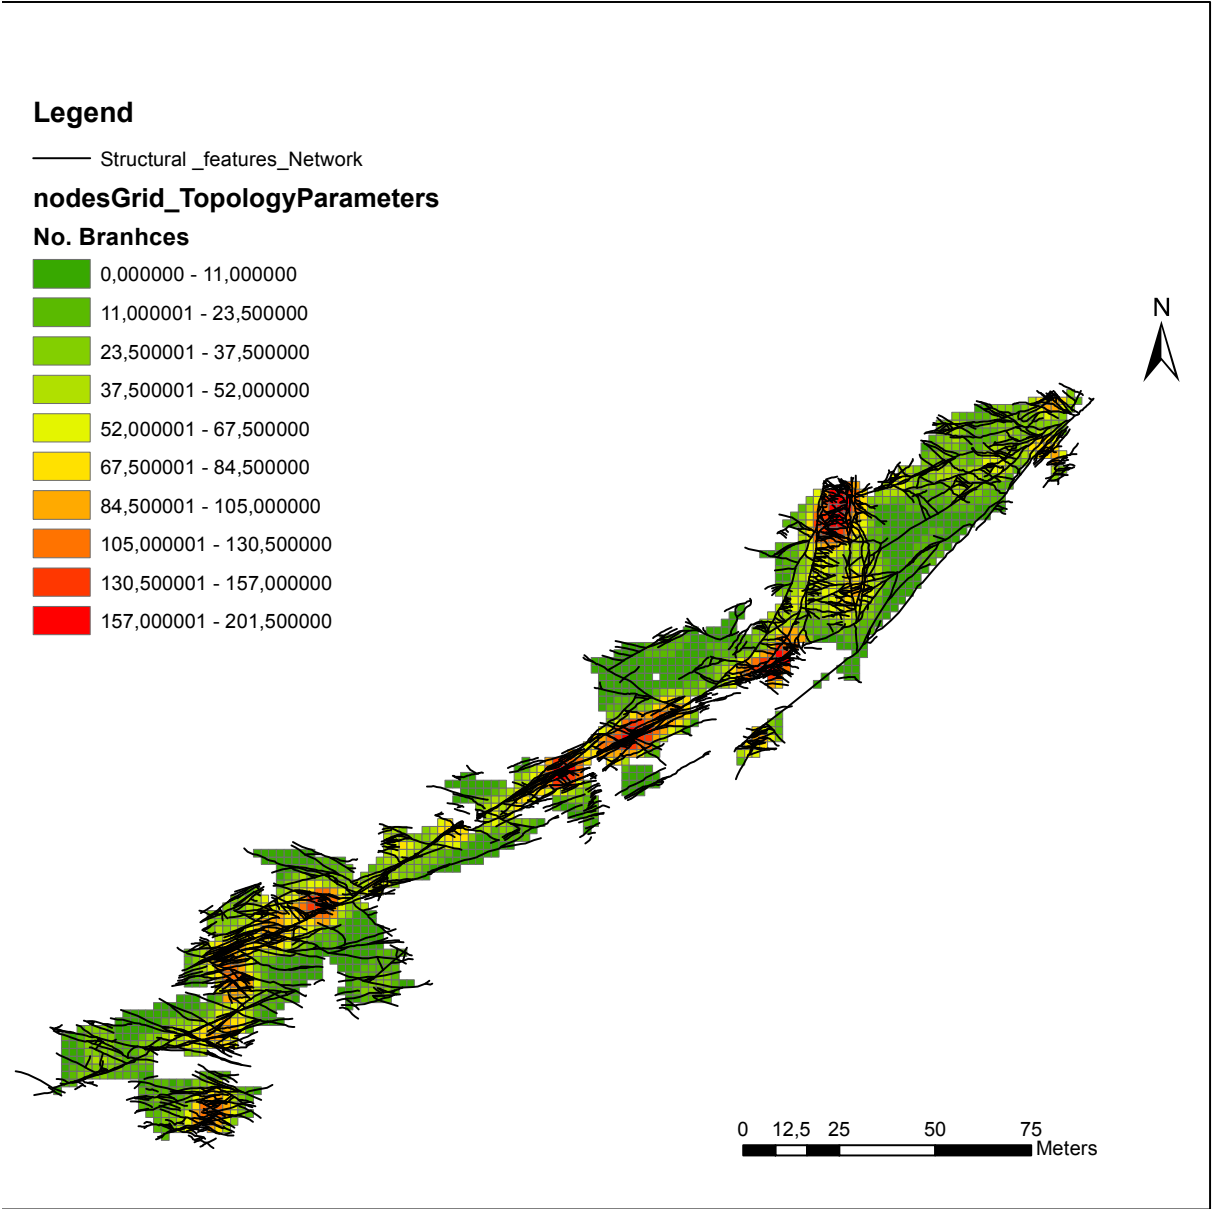 Legend
Structural _features_Network
nodesGrid_TopologyParameters
No. Branhces
0,000000 - 11,000000
11,000001 - 23,500000
23,500001 - 37,500000
37,500001 - 52,000000
52,000001 - 67,500000
67,500001 - 84,500000
84,500001 - 105,000000
105,000001 - 130,500000
130,500001 - 157,000000
157,000001 - 201,500000
N
0 12,5 25 50 75
Meters